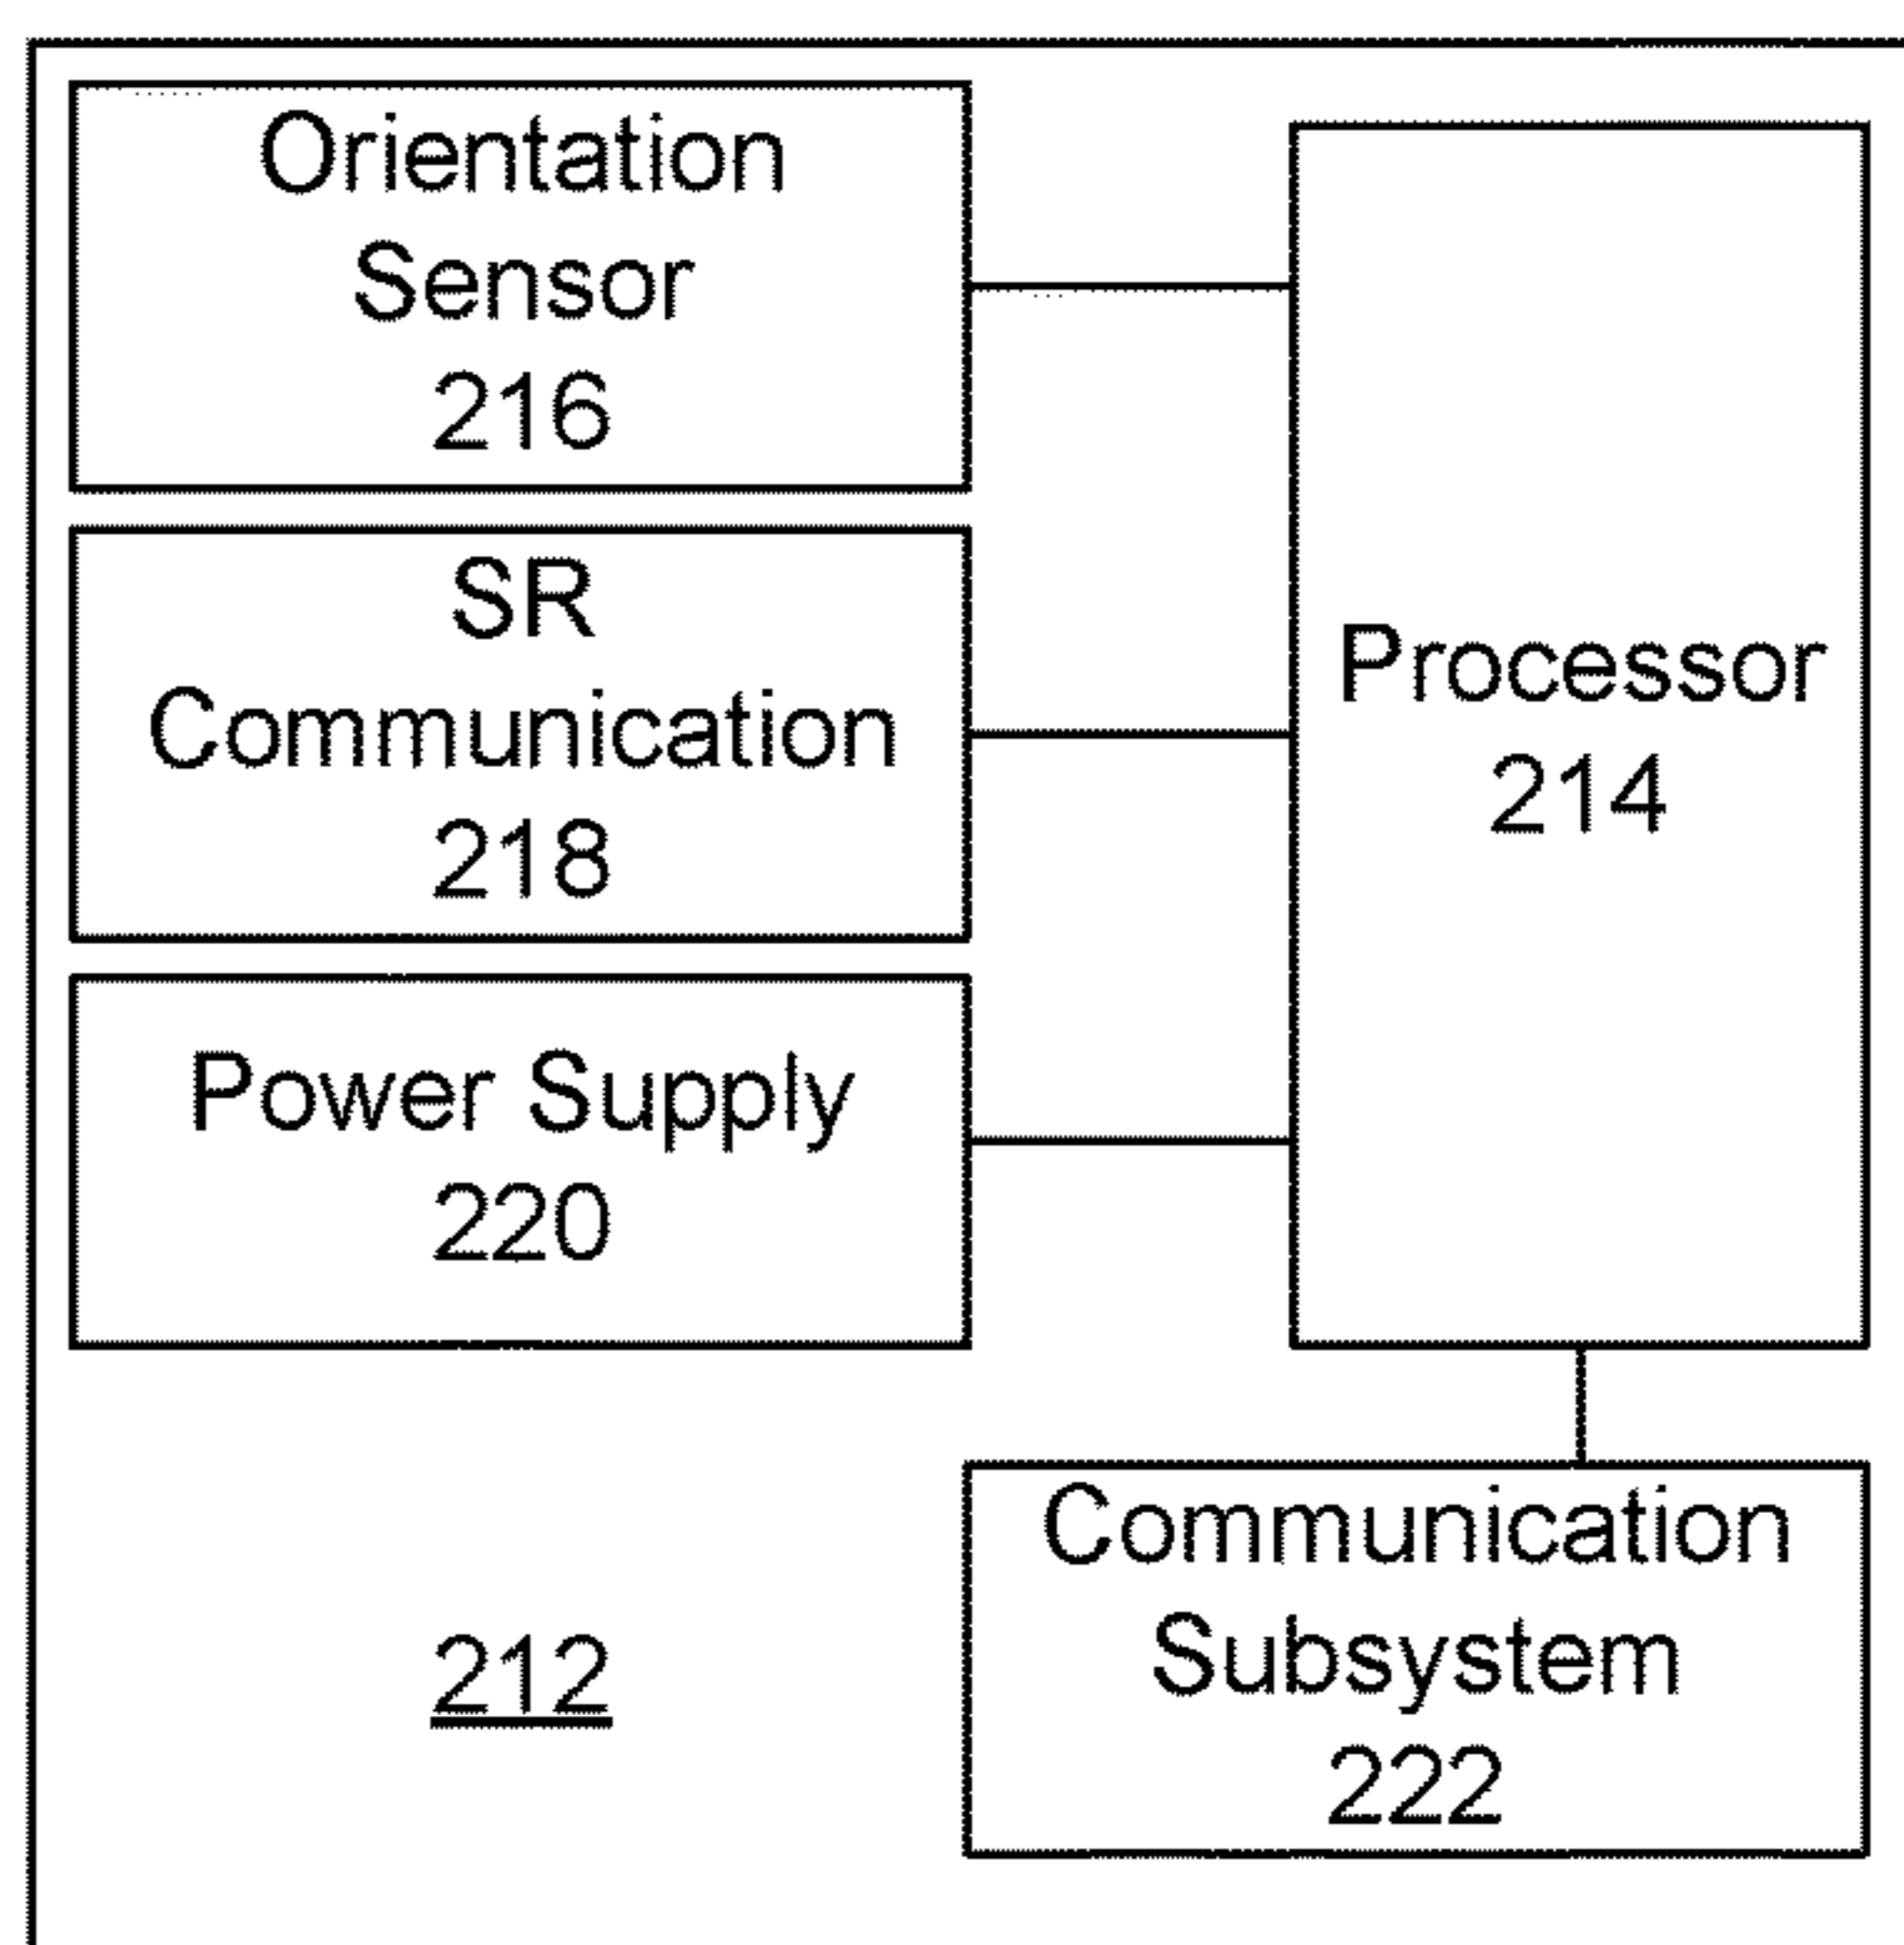 Orientation
Sensor
216
SR
Communication
218
Power Supply
220
Processor
214
Communication
Subsystem
222
212